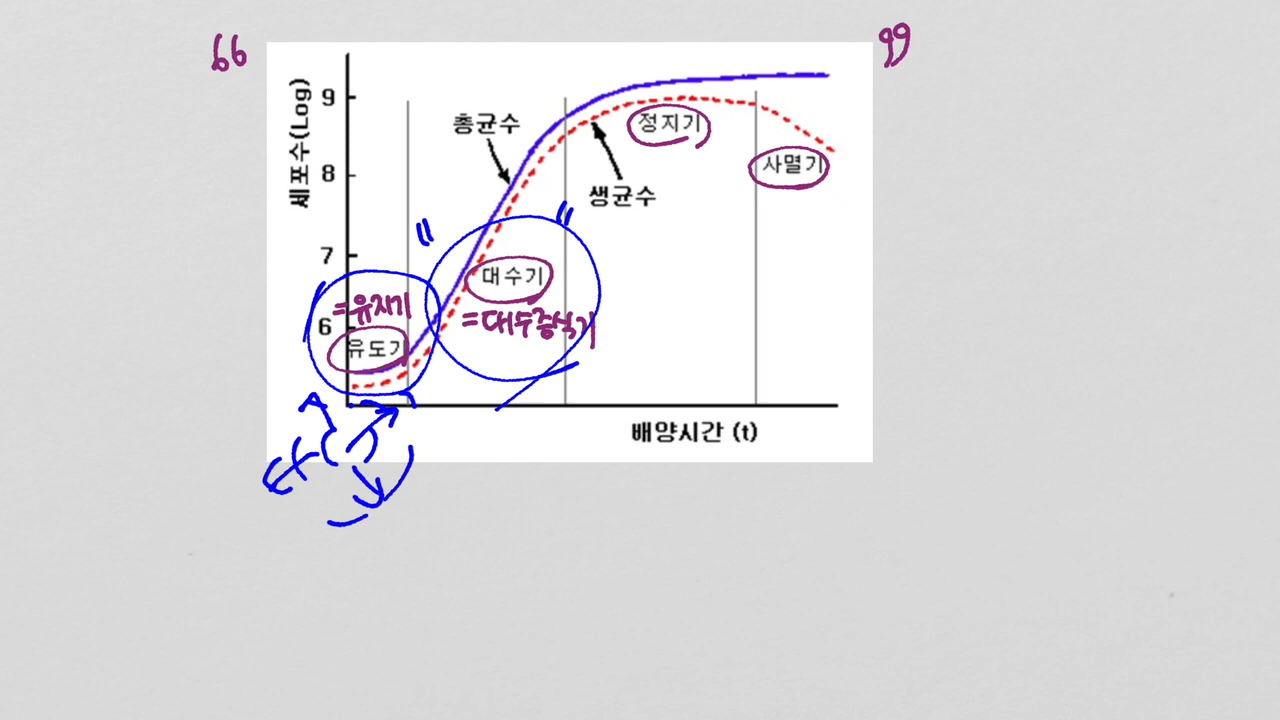 “ ”
세포수(Log)
9
8
7
6
총균수
정지기
사멸기
생균수
" "
대수기
=유지기
=대수증식기
유도기
배양시간 (t)